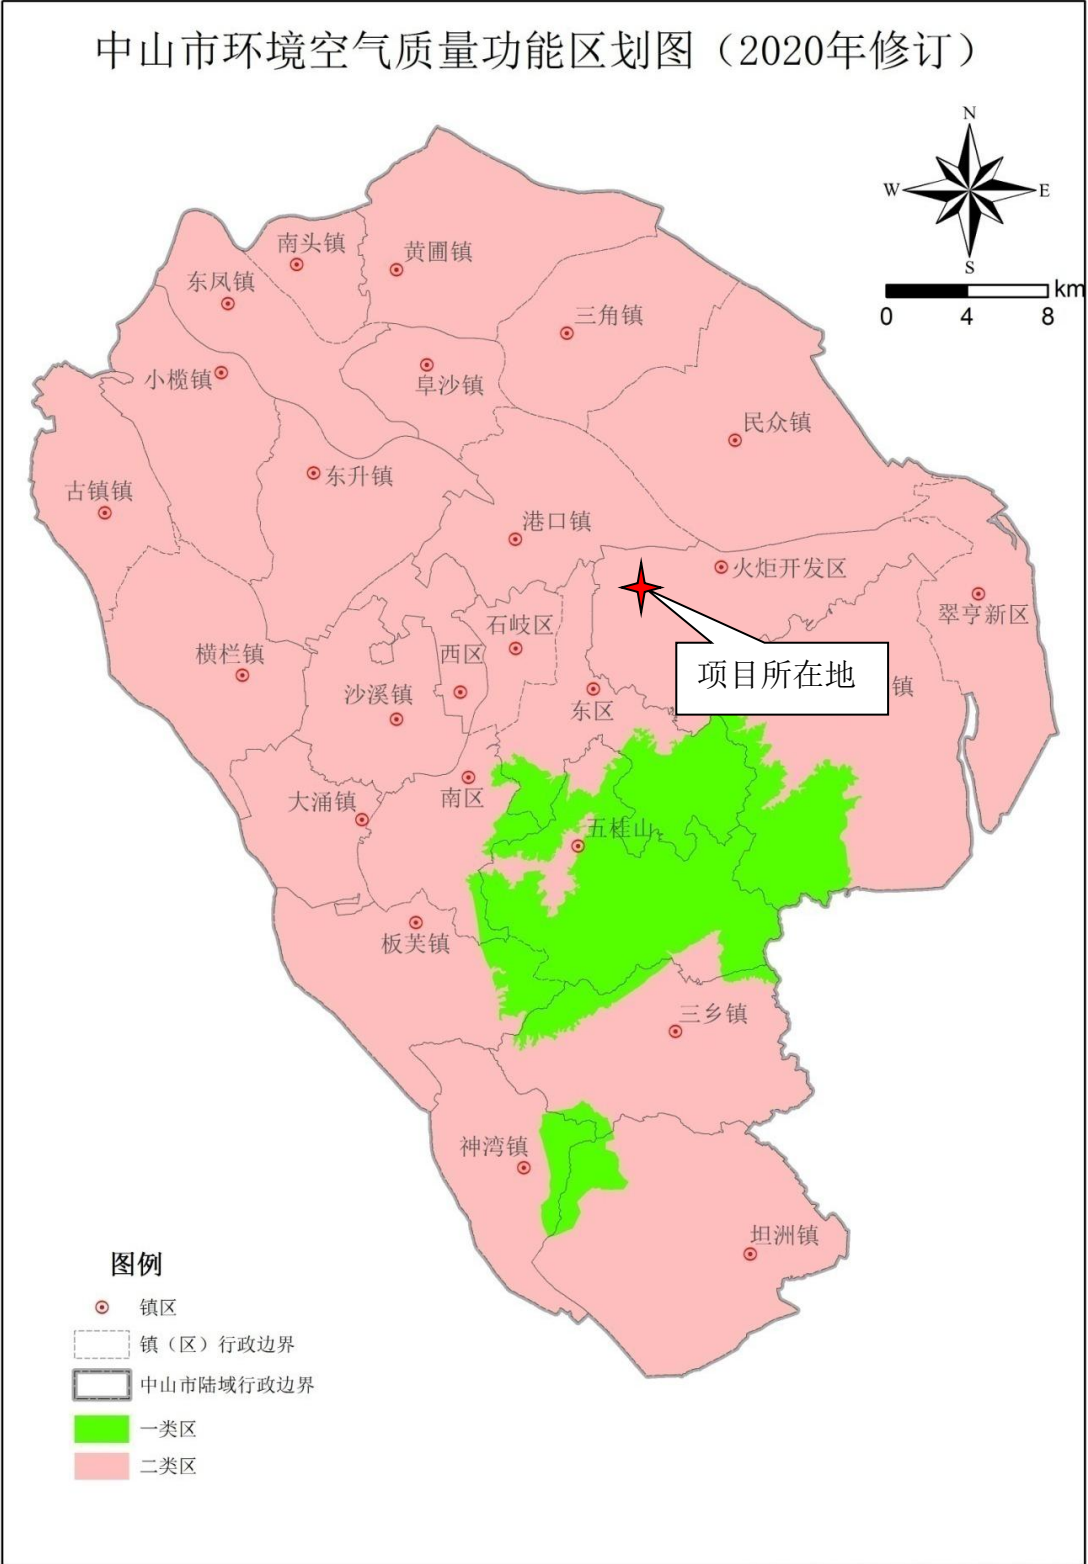 中山市环境空气质量功能区划图（2020年修订）
N
W
E
S
km
0 4 8
南头镇
黄圃镇
东凤镇
三角镇
小榄镇
阜沙镇
民众镇
东升镇
古镇镇
港口镇
火炬开发区
翠亨新区
石岐区
西区
横栏镇
沙溪镇
项目所在地
镇
东区
南区
大涌镇
五桂山
板芙镇
三乡镇
神湾镇
坦洲镇
图例
镇区
镇（区）行政边界
中山市陆域行政边界
一类区
二类区